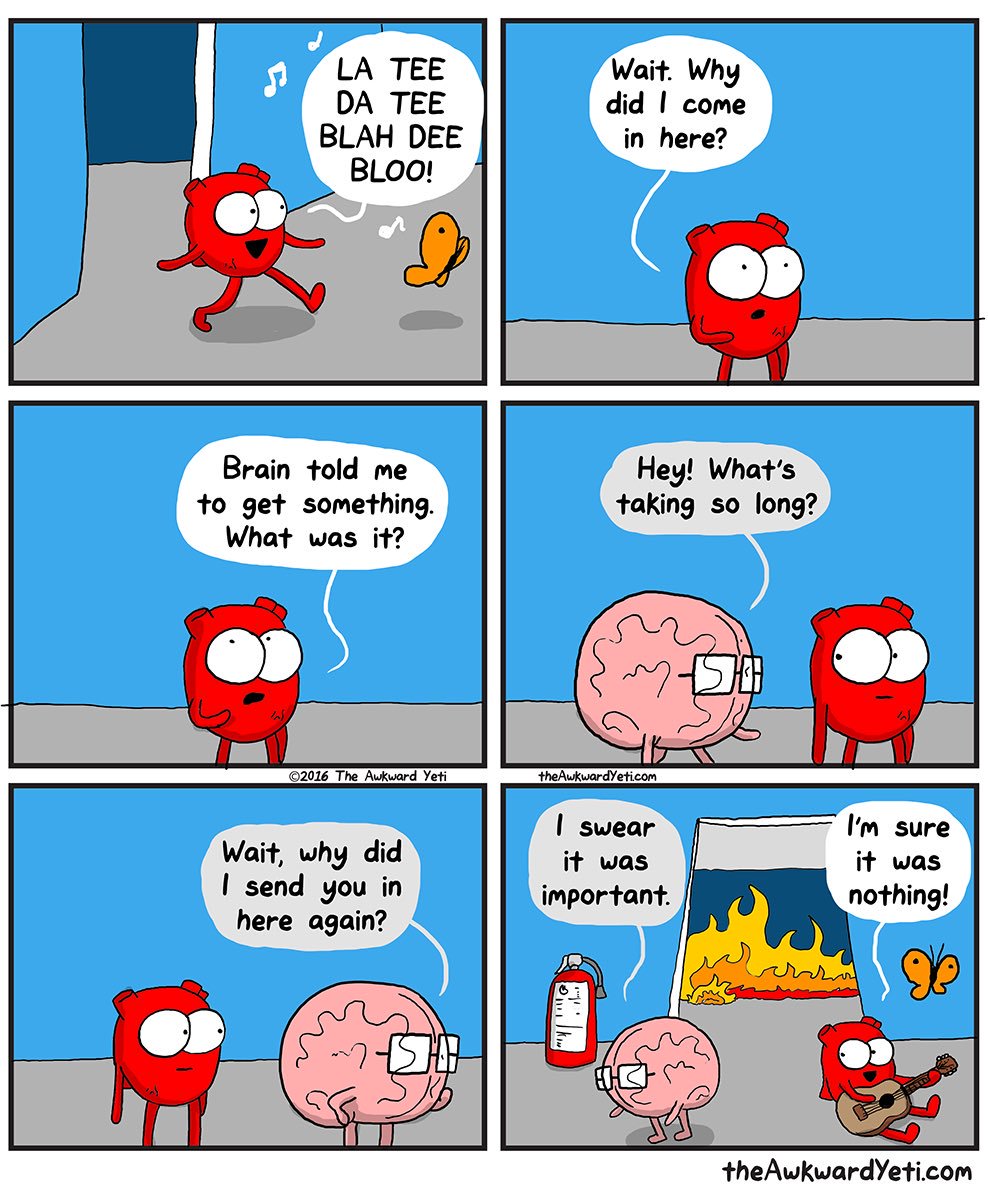 LA TEE
DA TEE
BLAH DEE
BLOO!
Wait. Why
did I come
in here?
Brain told me
to get something.
What was it?
Hey! What's
taking so long?
©2016 The Awkward Yeti
theAwkwardYeti.com
Wait, why did
I send you in
here again?
I swear
it was
important.
I'm sure
it was
nothing!
theAwkwardYeti.com